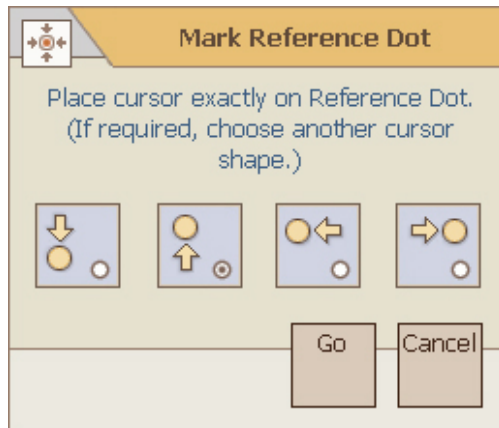 Mark Reference Dot
Place cursor exactly on Reference Dot.
(If required, choose another cursor
shape.)
Go
Cancel